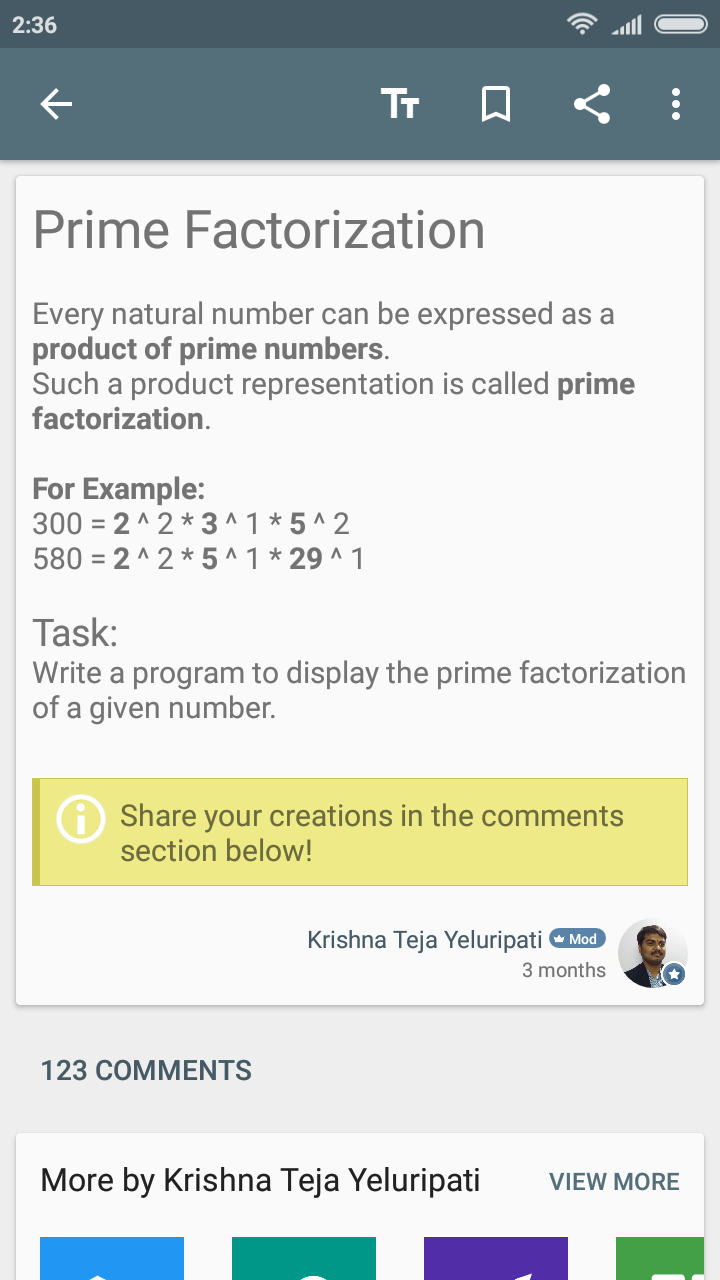 2:36
Prime Factorization
Every natural number can be expressed as a
product of prime numbers.
Such a product representation is called prime
factorization.
For Example:
300 = 2 ^ 2 * 3 ^ 1 * 5 ^ 2
580 = 2 ^ 2 * 5 ^ 1 * 29 ^ 1
Task:
Write a program to display the prime factorization
of a given number.
Share your creations in the comments
section below!
Krishna Teja Yeluripati Mod
3 months
123 COMMENTS
More by Krishna Teja Yeluripati VIEW MORE